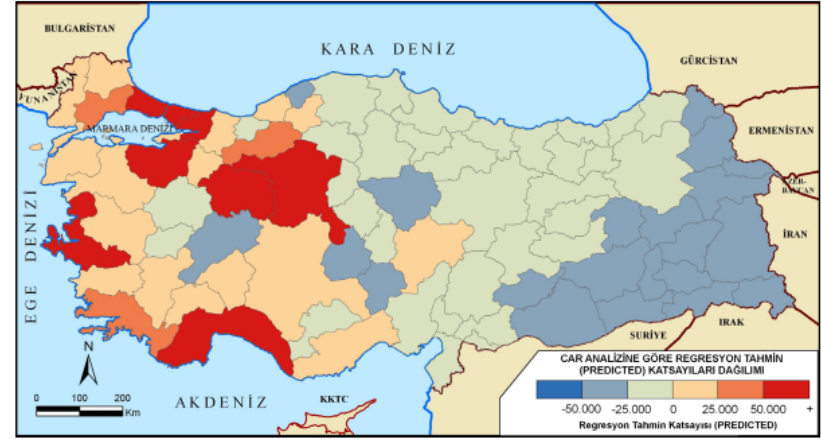 BULGARİSTAN
KARA DENİZ
GÜRCİSTAN
YUNANİSTAN
MARMARA DENİZİ
ERMENİSTAN
AZER-
BAYCAN
EGE DENİZİ
İRAN
IRAK
SURİYE
N
AKDENİZ
KKTC
0 100 200
Km
CAR ANALİZİNE GÖRE REGRESYON TAHMİN
(PREDICTED) KATSAYILARI DAĞILIMI
-50.000 -25.000 0 25.000 50.000 +
Regresyon Tahmin Katsayısı (PREDICTED)